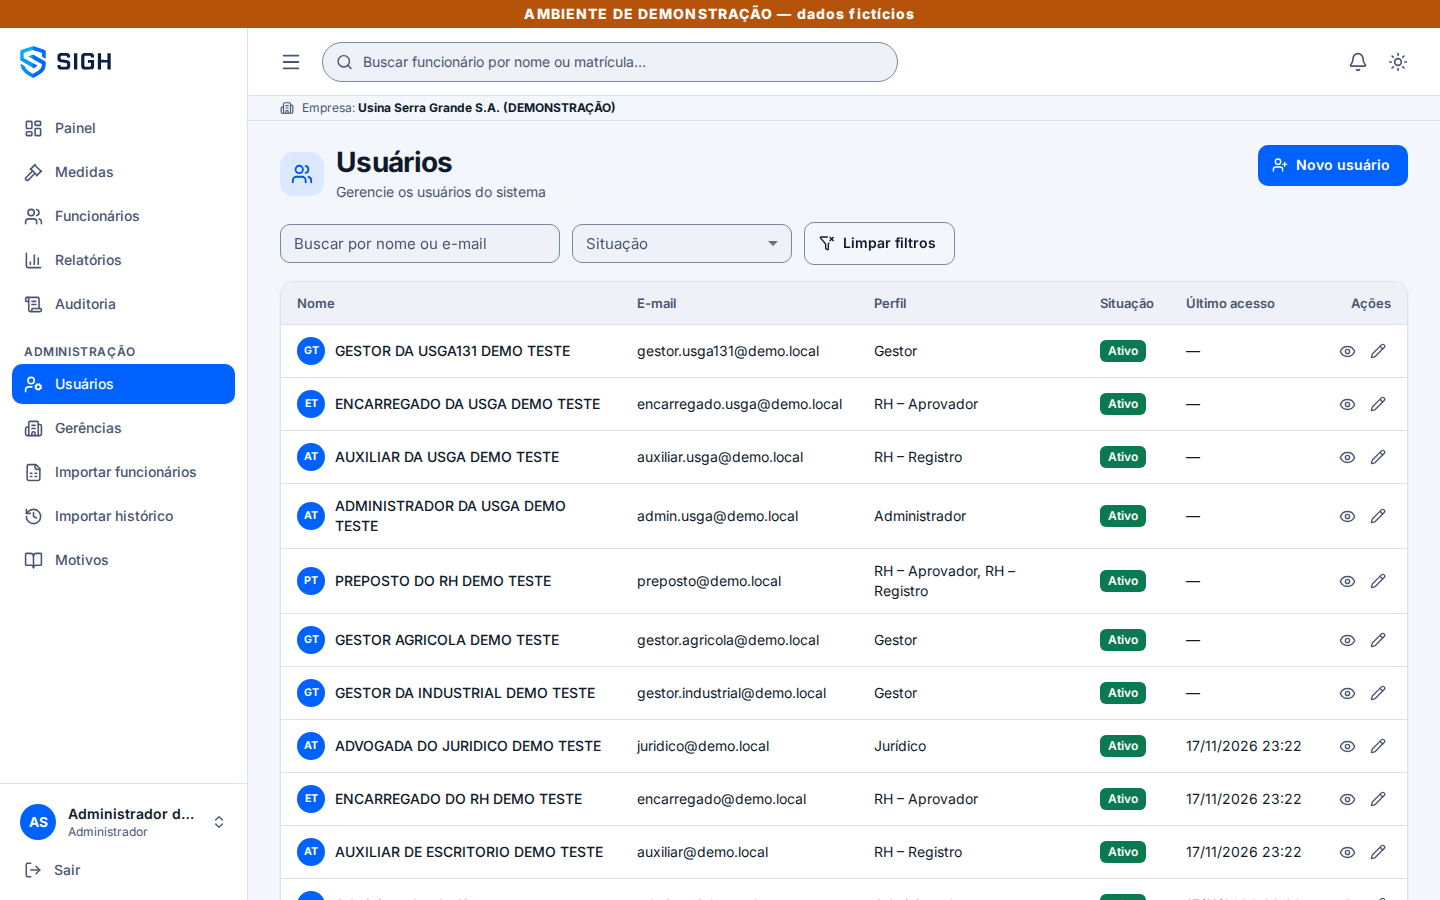 AMBIENTE DE DEMONSTRAÇÃO — dados fictícios
SIGH
Buscar funcionário por nome ou matrícula...
Empresa: Usina Serra Grande S.A. (DEMONSTRAÇÃO)
Painel
Medidas
Funcionários
Relatórios
Auditoria
ADMINISTRAÇÃO
Usuários
Gerências
Importar funcionários
Importar histórico
Motivos
AS
Administrador d...
Administrador
Sair
Usuários
Gerencie os usuários do sistema
Novo usuário
Buscar por nome ou e-mail
Situação
Limpar filtros
Nome E-mail Perfil Situação Último acesso Ações
GT GESTOR DA USGA131 DEMO TESTE gestor.usga131@demo.local Gestor Ativo —
ET ENCARREGADO DA USGA DEMO TESTE encarregado.usga@demo.local RH – Aprovador Ativo —
AT AUXILIAR DA USGA DEMO TESTE auxiliar.usga@demo.local RH – Registro Ativo —
AT ADMINISTRADOR DA USGA DEMO
TESTE admin.usga@demo.local Administrador Ativo —
PT PREPOSTO DO RH DEMO TESTE preposto@demo.local RH – Aprovador, RH –
Registro Ativo —
GT GESTOR AGRICOLA DEMO TESTE gestor.agricola@demo.local Gestor Ativo —
GT GESTOR DA INDUSTRIAL DEMO TESTE gestor.industrial@demo.local Gestor Ativo —
AT ADVOGADA DO JURIDICO DEMO TESTE juridico@demo.local Jurídico Ativo 17/11/2026 23:22
ET ENCARREGADO DO RH DEMO TESTE encarregado@demo.local RH – Aprovador Ativo 17/11/2026 23:22
AT AUXILIAR DE ESCRITORIO DEMO TESTE auxiliar@demo.local RH – Registro Ativo 17/11/2026 23:22